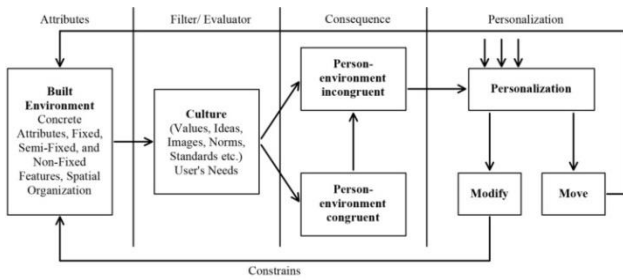 Attributes
Filter/ Evaluator
Consequence
Personalization
Built
Environment
Concrete
Attributes, Fixed,
Semi-Fixed, and
Non-Fixed
Features, Spatial
Organization
Culture
(Values, Ideas,
Images, Norms,
Standards etc.)
User's Needs
Person-
environment
incongruent
Person-
environment
congruent
Personalization
Modify
Move
Constrains